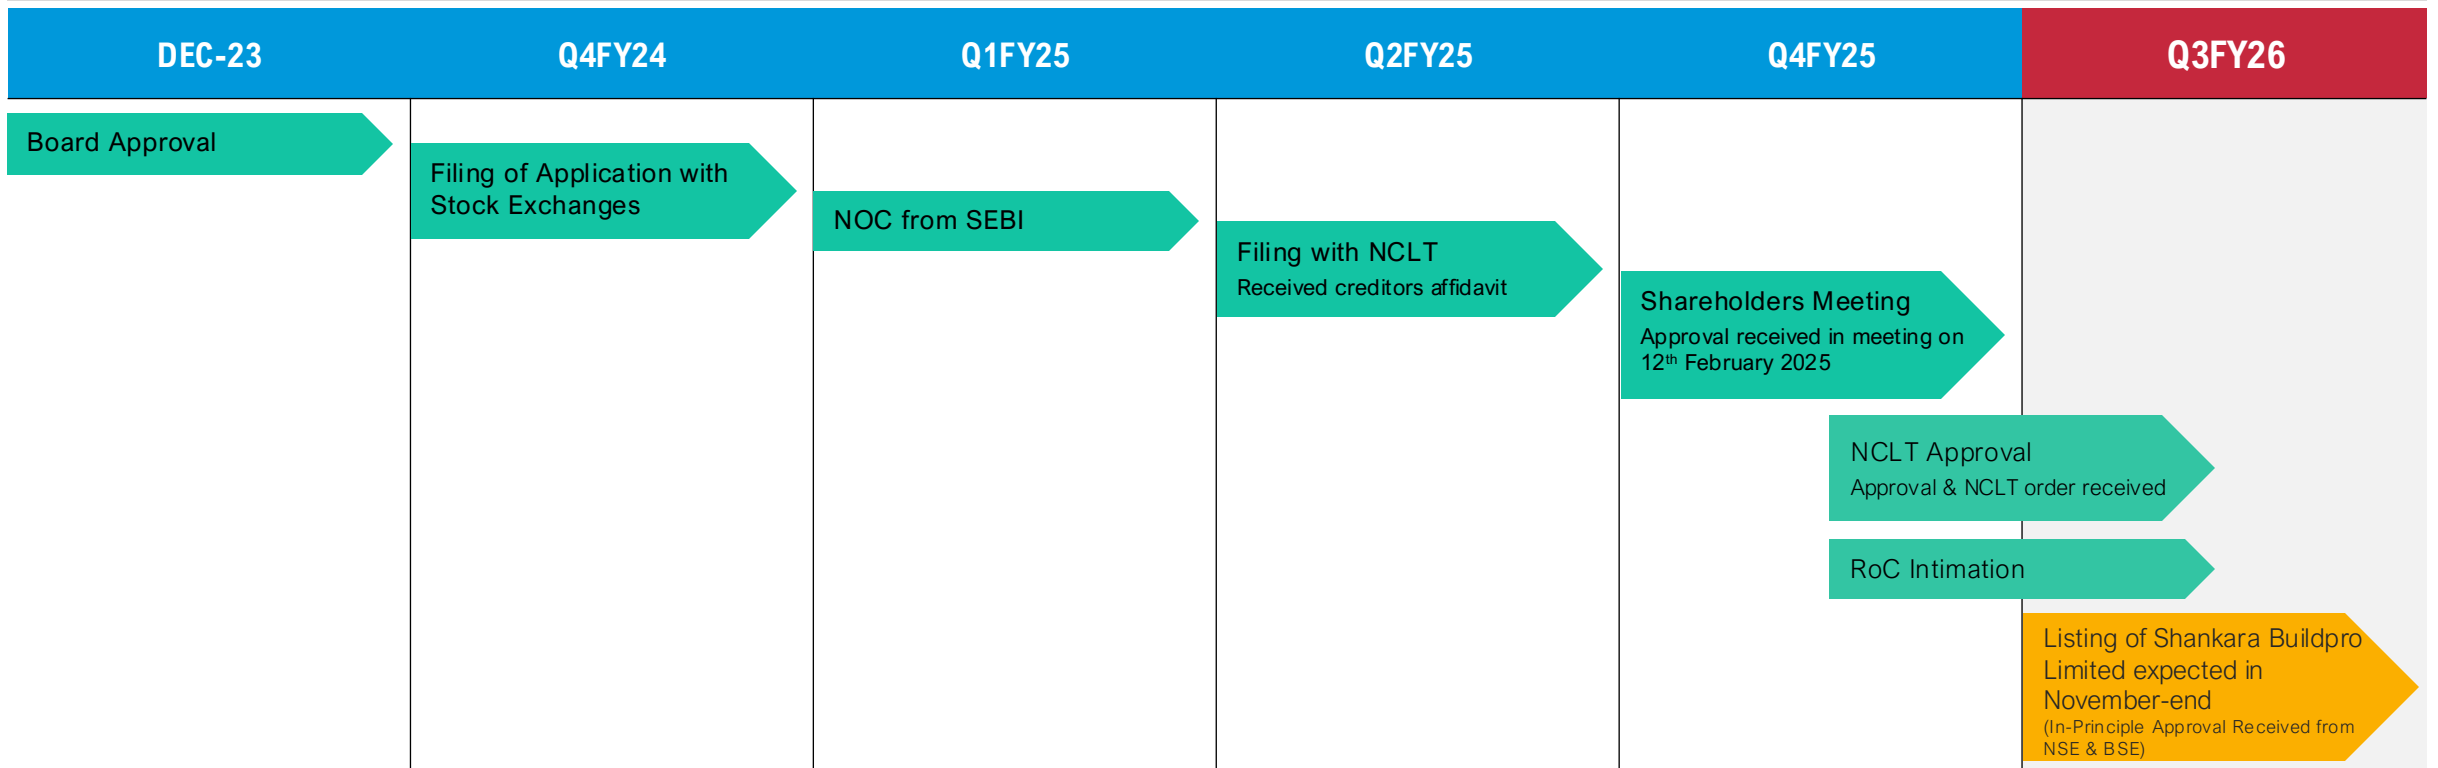 DEC-23
Q4FY24
Q1FY25
Q2FY25
Q4FY25
Q3FY26
Board Approval
Filing of Application with
Stock Exchanges
NOC from SEBI
Filing with NCLT
Received creditors affidavit
Shareholders Meeting
Approval received in meeting on
12th February 2025
NCLT Approval
Approval & NCLT order received
RoC Intimation
Listing of Shankara Buildpro
Limited expected in
November-end
(In-Principle Approval Received from
NSE & BSE)